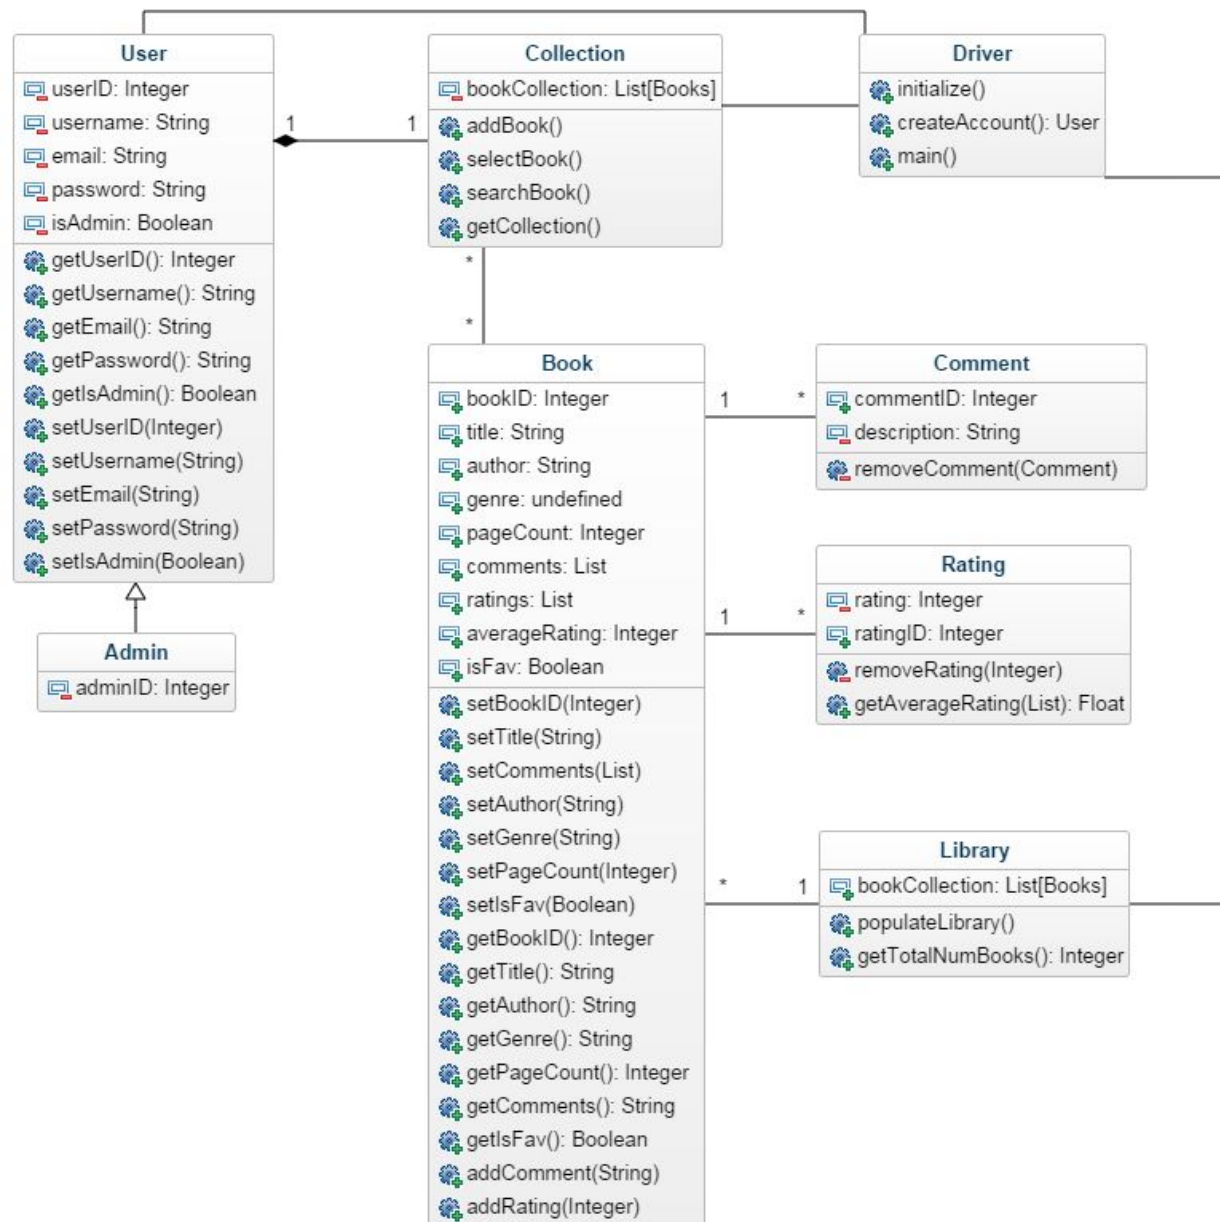 User
userID: Integer
username: String
email: String
password: String
isAdmin: Boolean
getUserID(): Integer
getUsername(): String
getEmail(): String
getPassword(): String
getIsAdmin(): Boolean
setUserID(Integer)
setUsername(String)
setEmail(String)
setPassword(String)
setIsAdmin(Boolean)
1
1
Collection
bookCollection: List[Books]
addBook()
selectBook()
searchBook()
getCollection()
Driver
initialize()
createAccount(): User
main()
*
*
Admin
adminID: Integer
Book
bookID: Integer
title: String
author: String
genre: undefined
pageCount: Integer
comments: List
ratings: List
averageRating: Integer
isFav: Boolean
setBookID(Integer)
setTitle(String)
setComments(List)
setAuthor(String)
setGenre(String)
setPageCount(Integer)
setIsFav(Boolean)
getBookID(): Integer
getTitle(): String
getAuthor(): String
getGenre(): String
getPageCount(): Integer
getComments(): String
getIsFav(): Boolean
addComment(String)
addRating(Integer)
1
*
Comment
commentID: Integer
description: String
removeComment(Comment)
1
*
Rating
rating: Integer
ratingID: Integer
removeRating(Integer)
getAverageRating(List): Float
*
1
Library
bookCollection: List[Books]
populateLibrary()
getTotalNumBooks(): Integer